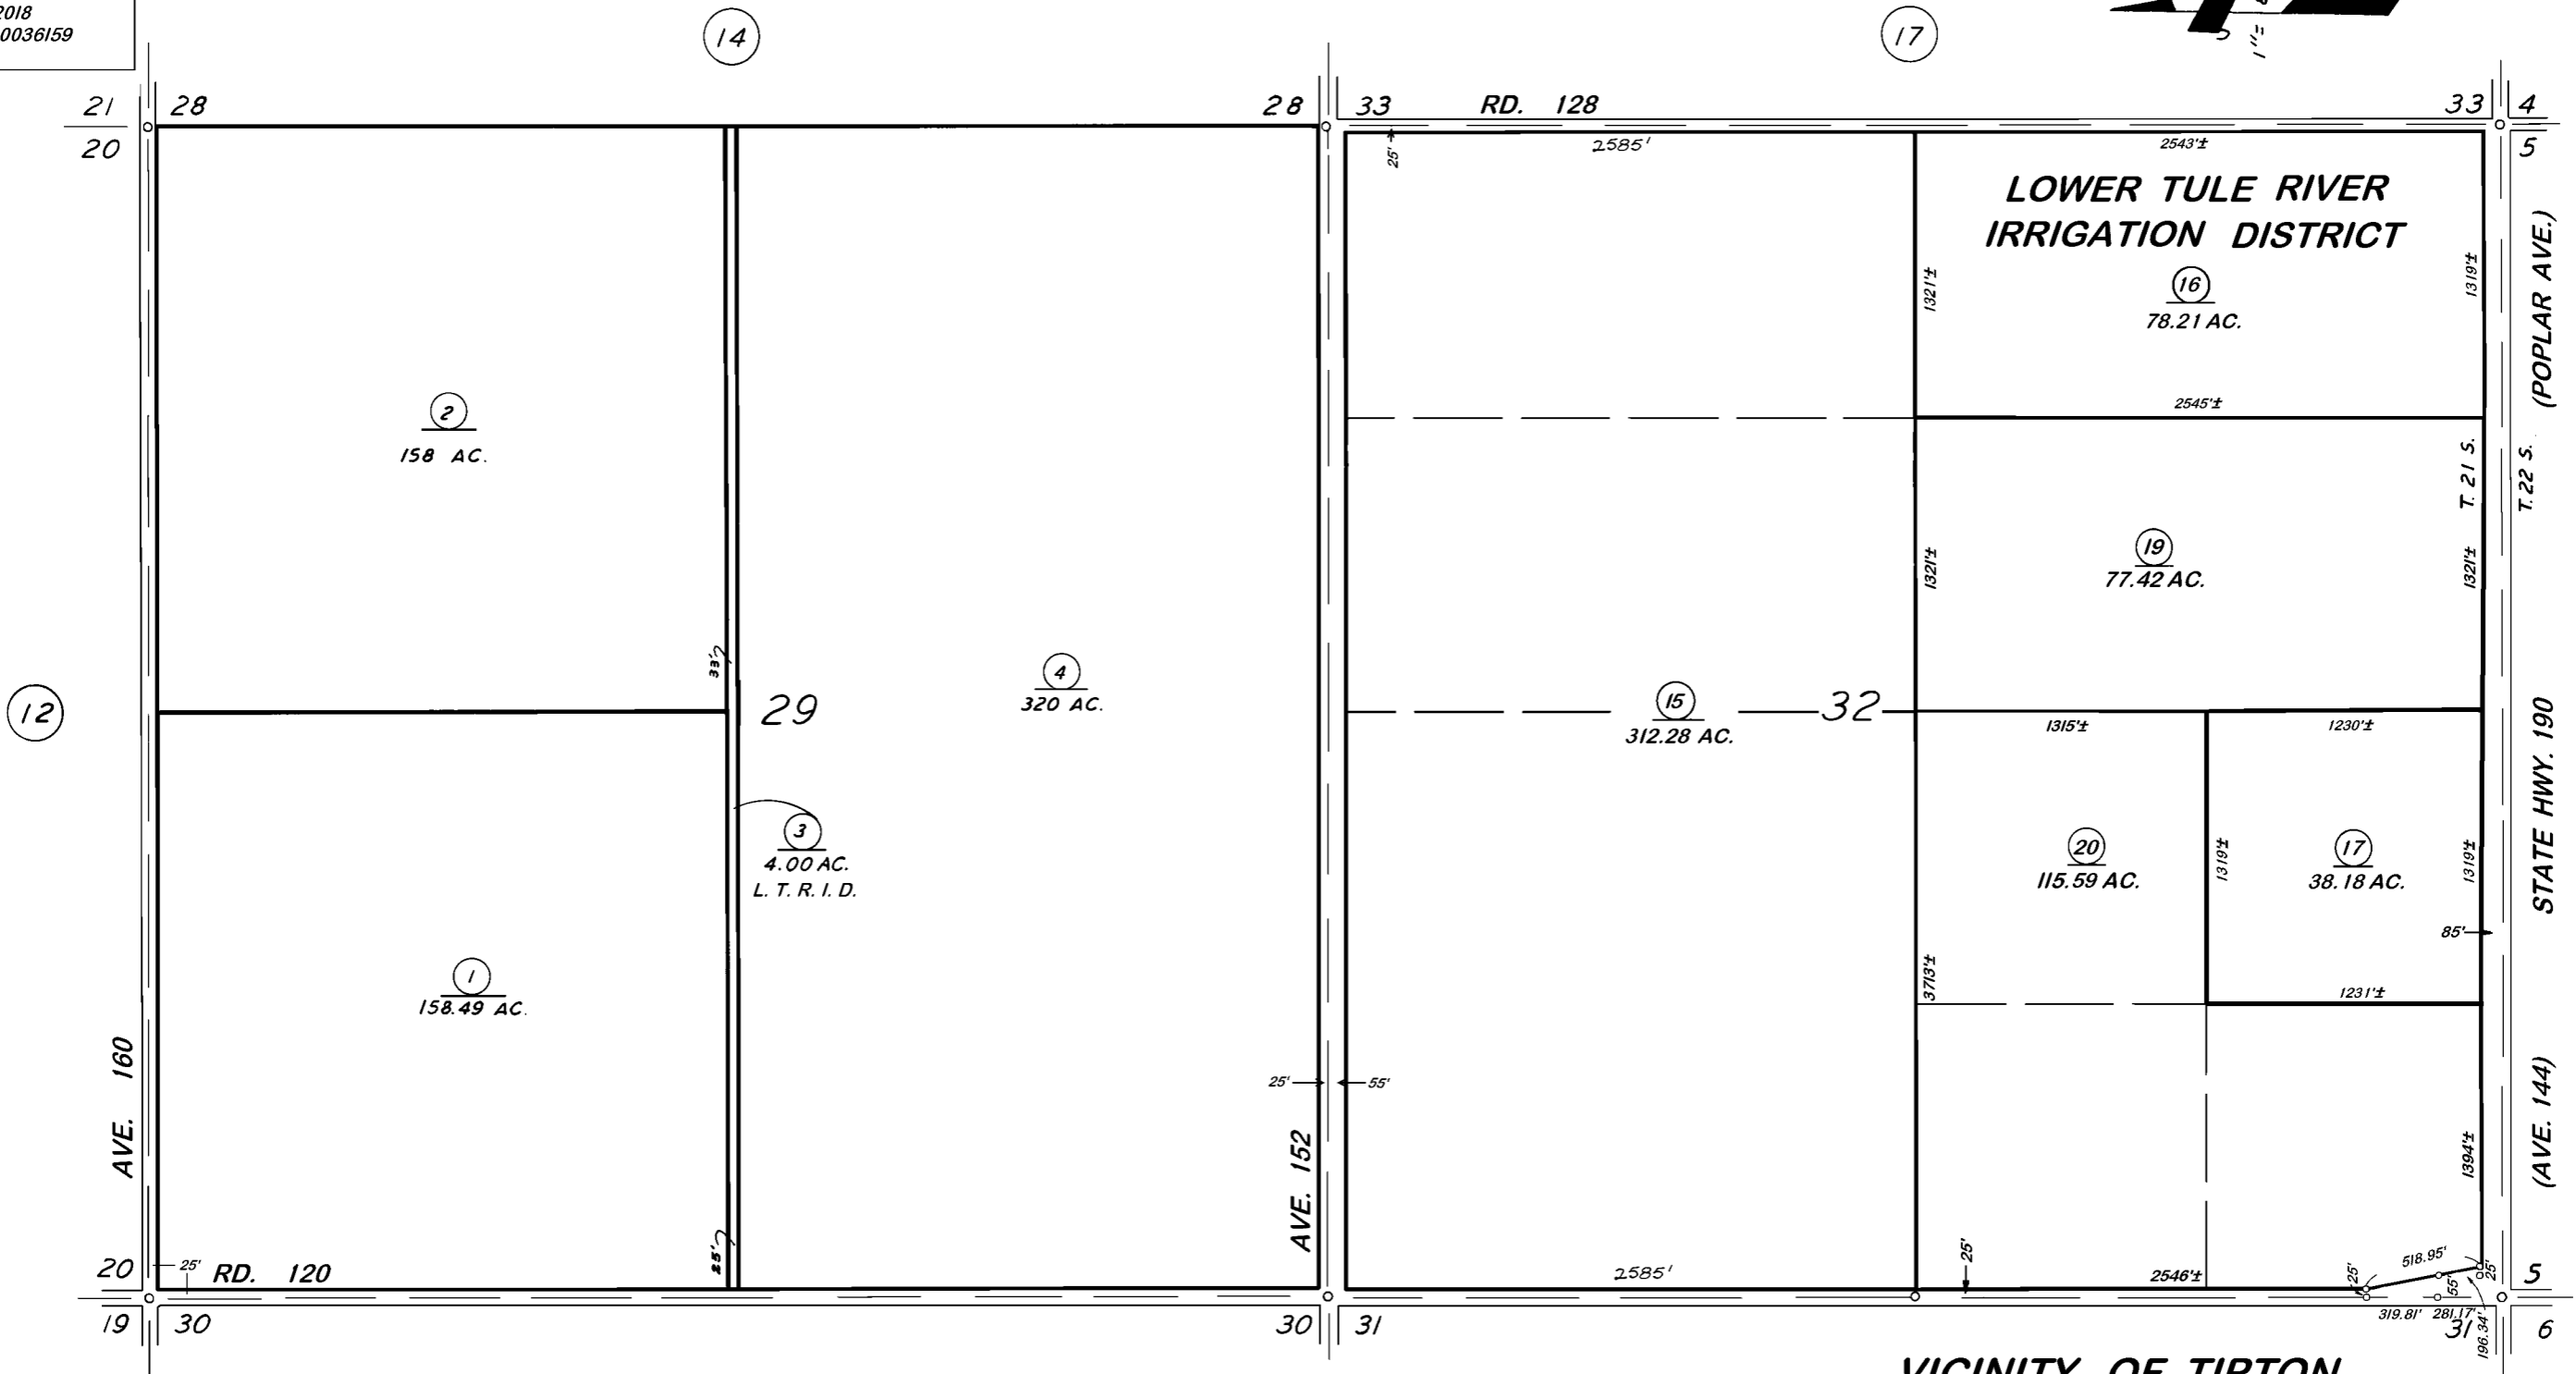 2018
0036159
14
17
1"=
21
28
28
33
RD. 128
33
4
20
5
25'
2585'
2543'±
LOWER TULE RIVER
IRRIGATION DISTRICT
16
78.21 AC.
1321'±
1319'±
(POPLAR AVE.)
2545'±
2
158 AC.
T. 21 S.
T. 22 S.
19
77.42 AC.
1321'±
1321'±
33'
4
320 AC.
12
29
15
312.28 AC.
32
1315'±
1230'±
STATE HWY. 190
3
4.00 AC.
L. T. R. I. D.
20
115.59 AC.
1319'±
17
38.18 AC.
1319'±
85'
1
158.49 AC.
3713'±
1231'±
AVE. 160
25'
55'
AVE. 152
1394'±
(AVE. 144)
20
25'
RD. 120
25'
2585'
25'
2546'±
25'
518.95'
55'
25'
5
19
30
30
31
319.81'
281.17'
196.34'
31
6
VICINITY OF TIPTON